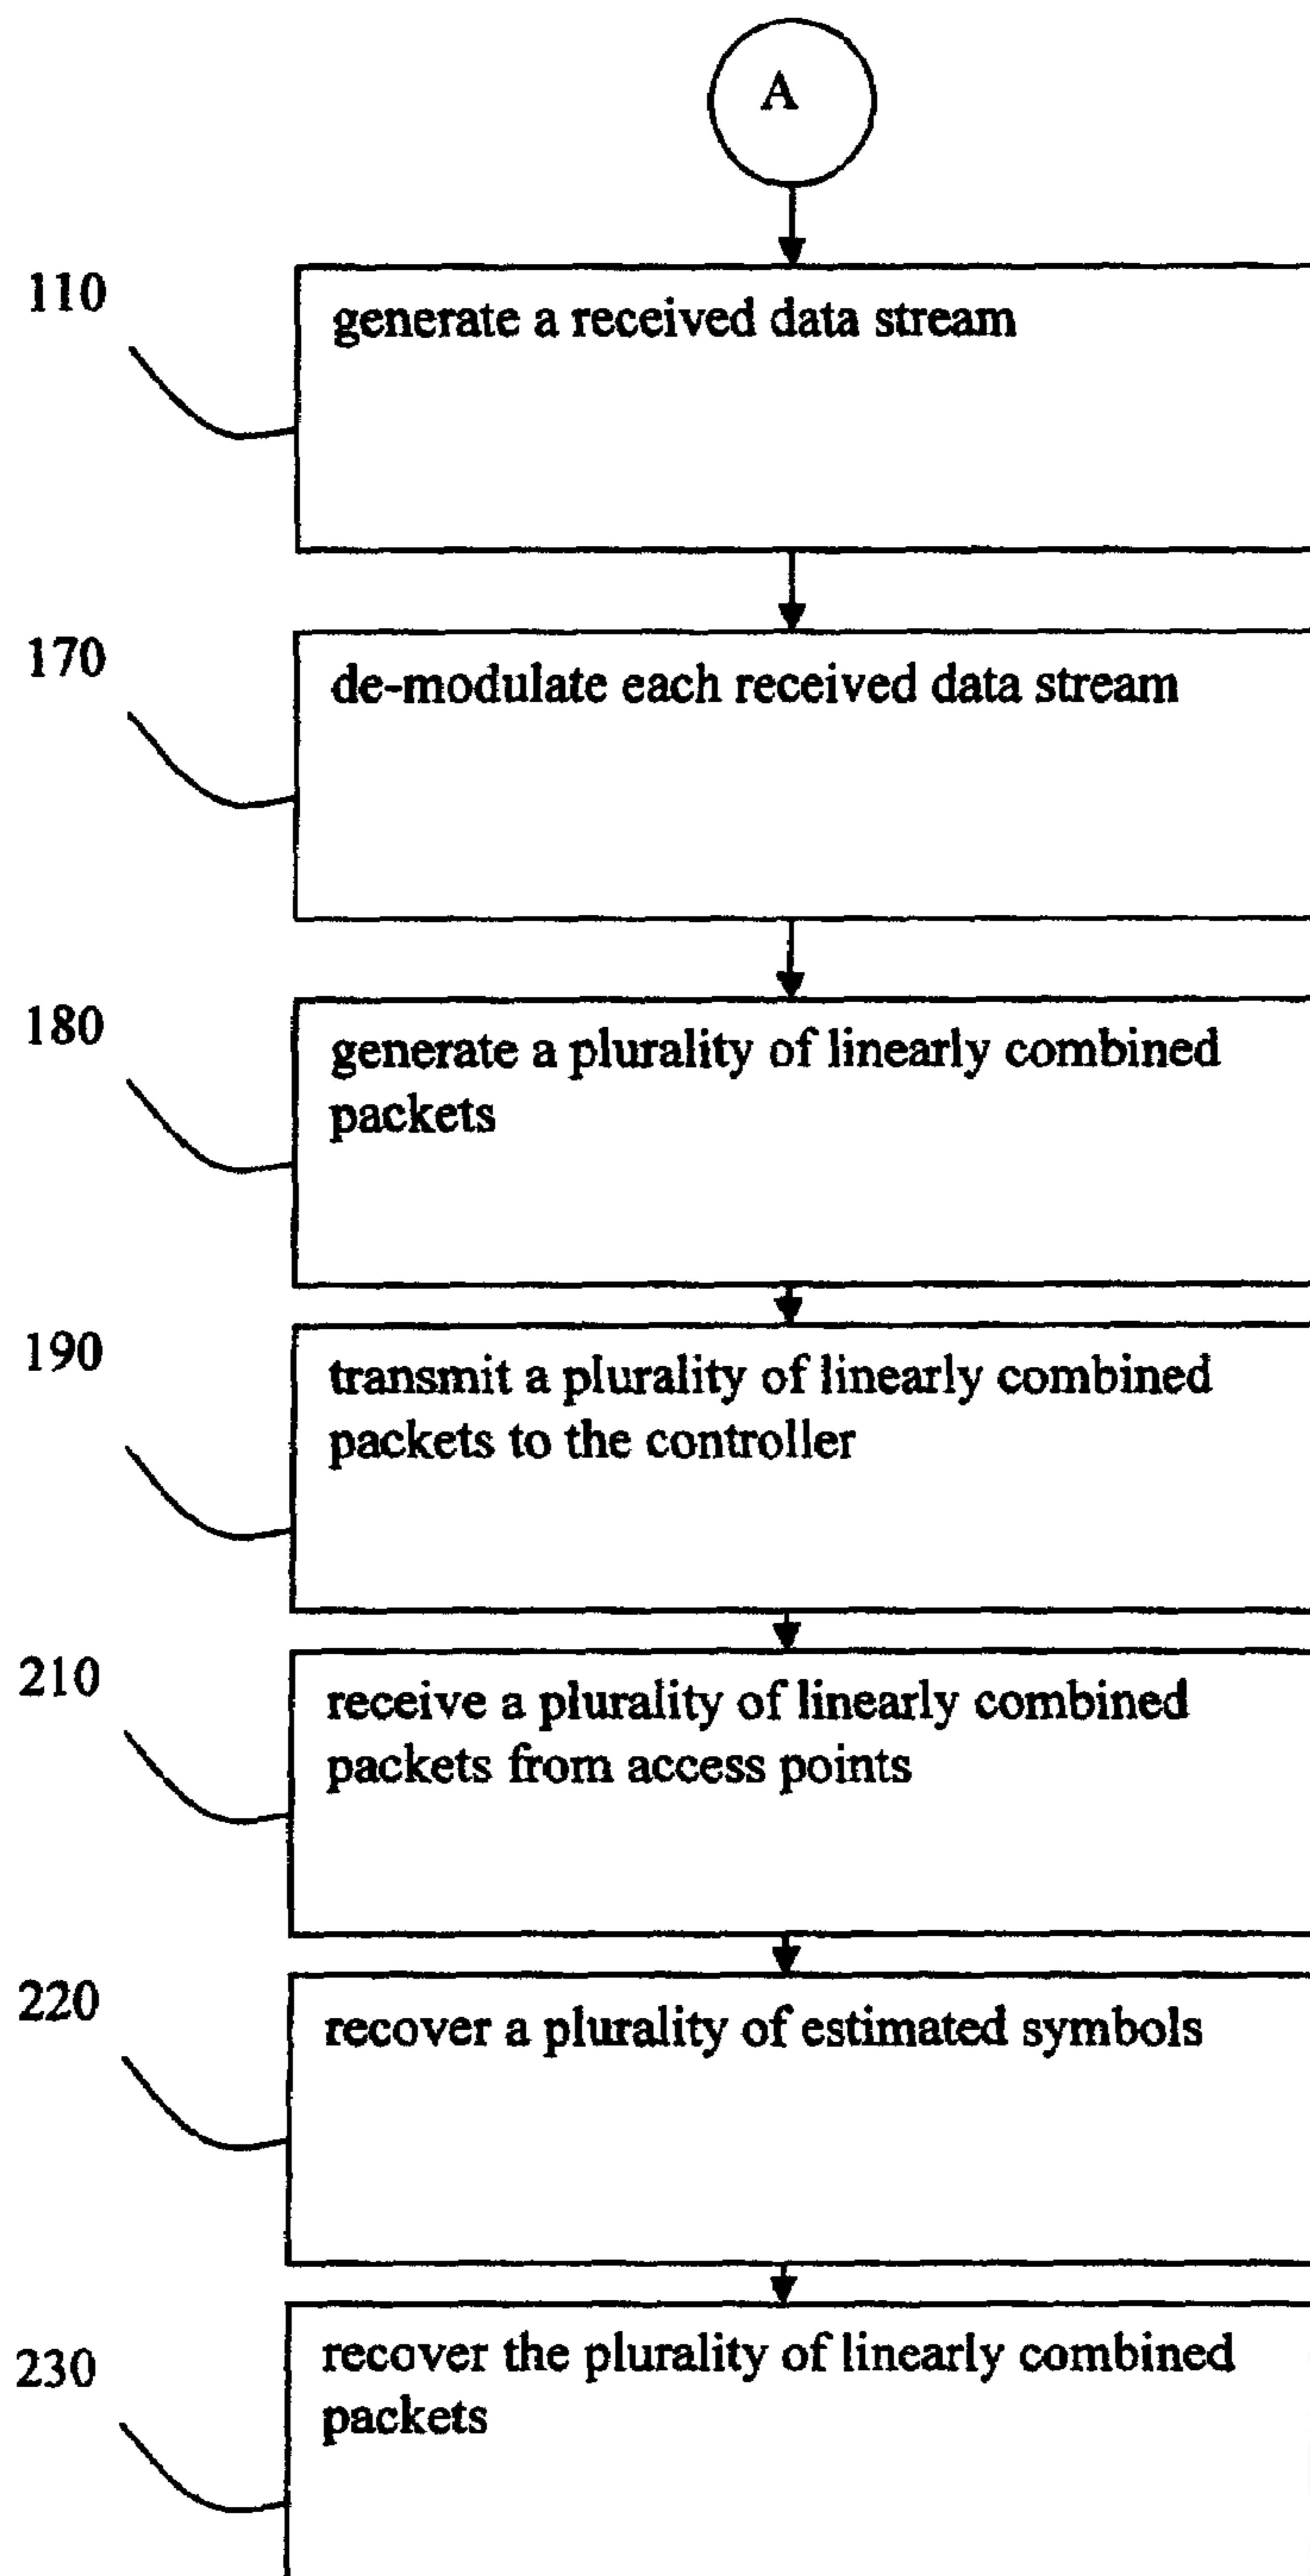 A
110
generate a received data stream
170
de-modulate each received data stream
180
generate a plurality of linearly combined
packets
190
transmit a plurality of linearly combined
packets to the controller
210
receive a plurality of linearly combined
packets from access points
220
recover a plurality of estimated symbols
230
recover the plurality of linearly combined
packets